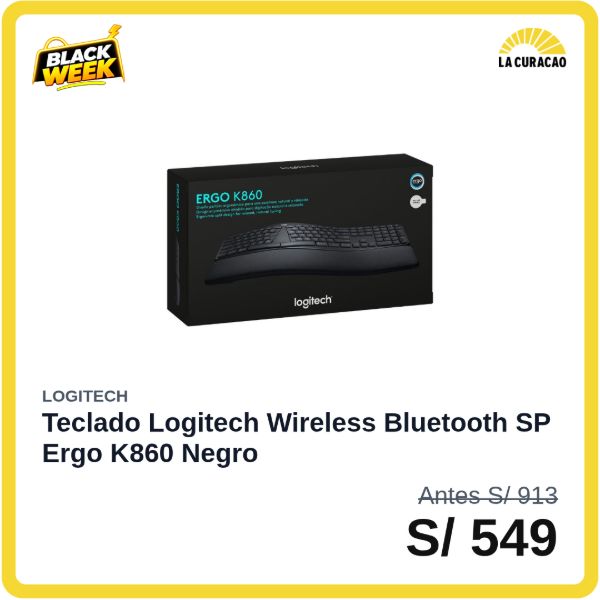 BLACK
WEEK
LA CURACAO
ERGO K860
logitech
LOGITECH
Teclado Logitech Wireless Bluetooth SP
Ergo K860 Negro
Antes S/ 913
S/ 549